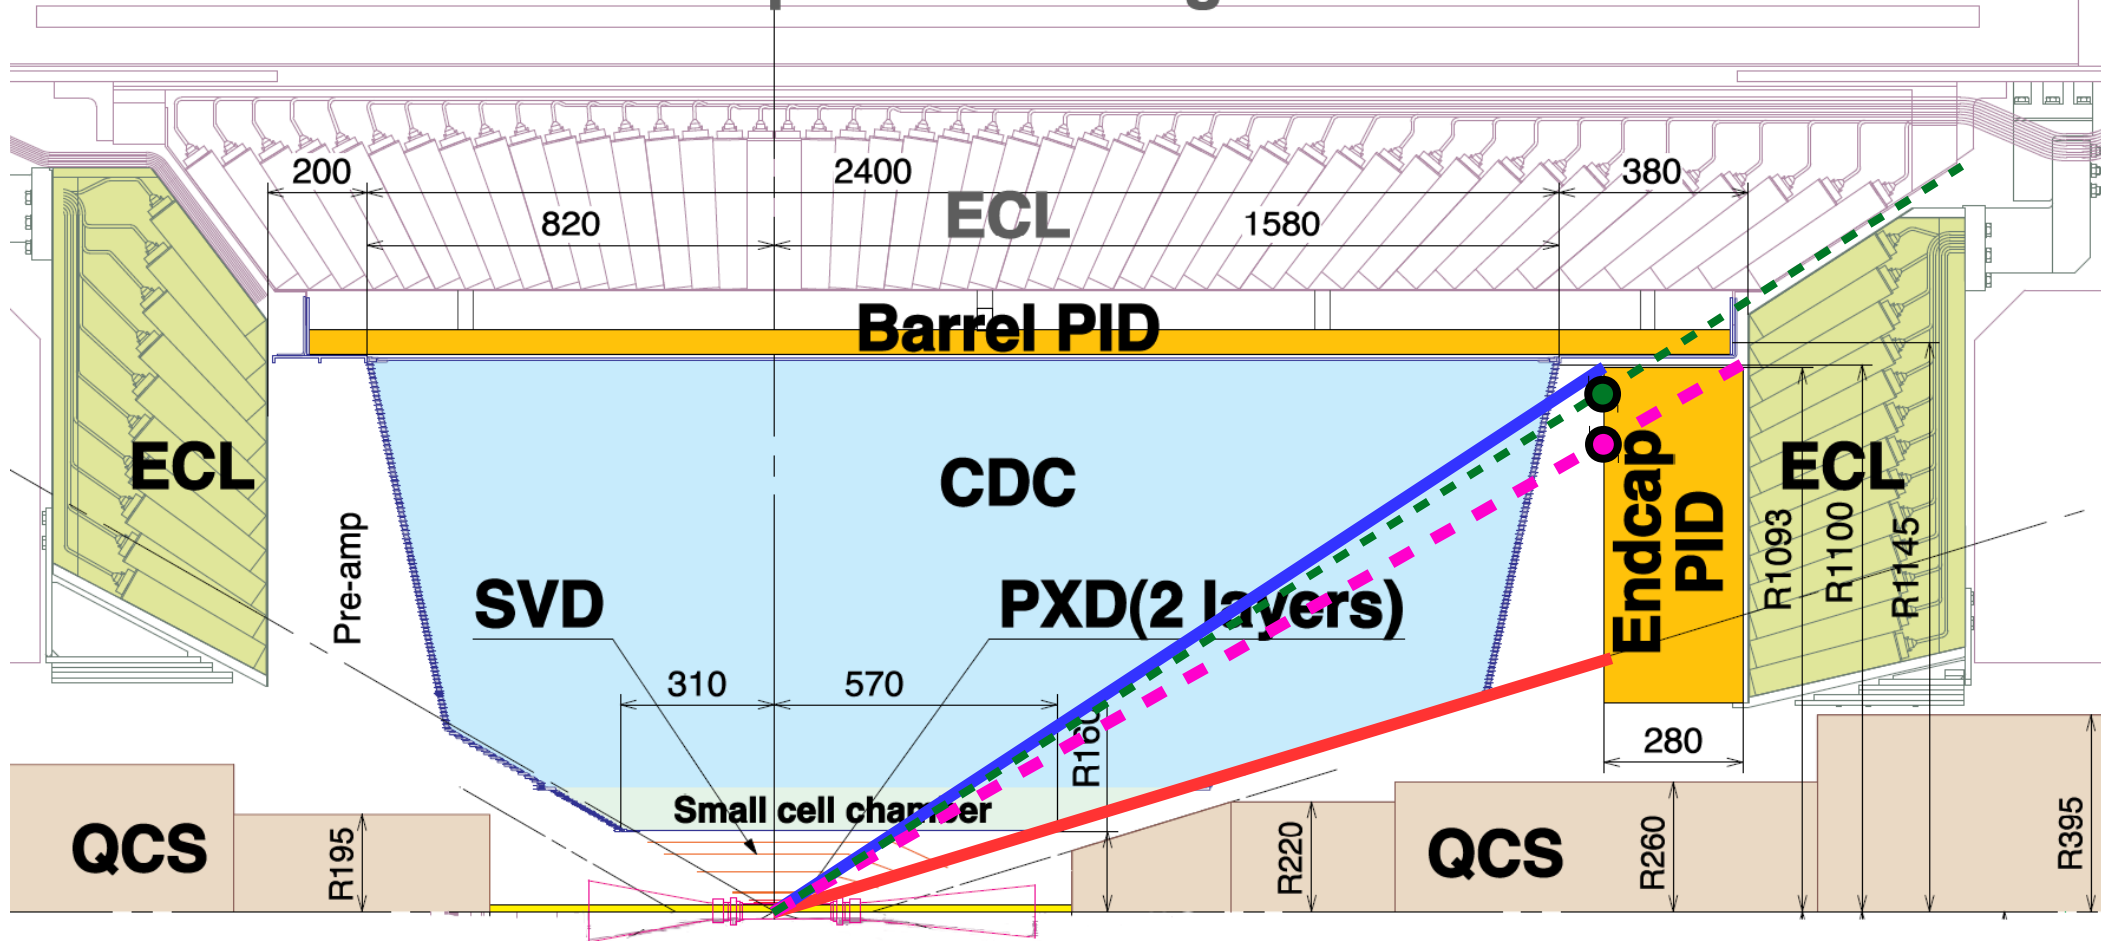 200
2400
380
820
ECL
1580
Barrel PID
ECL
CDC
ECL
Endcap
PID
R1093
R1100
R1145
Pre-amp
SVD
PXD(2 layers)
310
570
R160
280
Small cell chamber
QCS
R195
R220
QCS
R260
R395